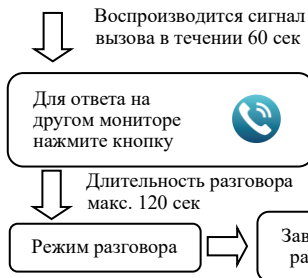 Воспроизводится сигнал
вызова в течении 60 сек
Для ответа на
другом мониторе
нажмите кнопку
Длительность разговора
макс. 120 сек
Режим разговора